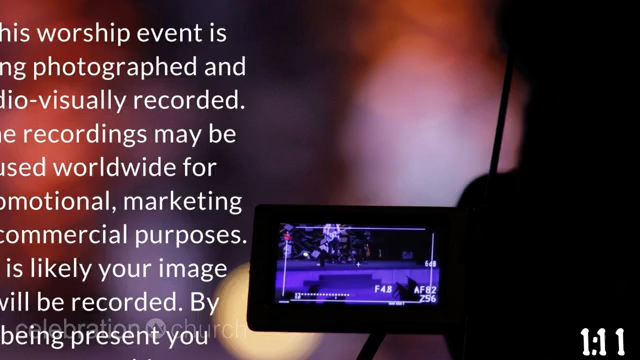 his worship event is
ng photographed and
dio-visually recorded.
e recordings may be
used worldwide for
omotional, marketing
commercial purposes.
is likely your image
will be recorded. By
being present you
celebration church
6dB
F4.8 AF82
Z56
1:11